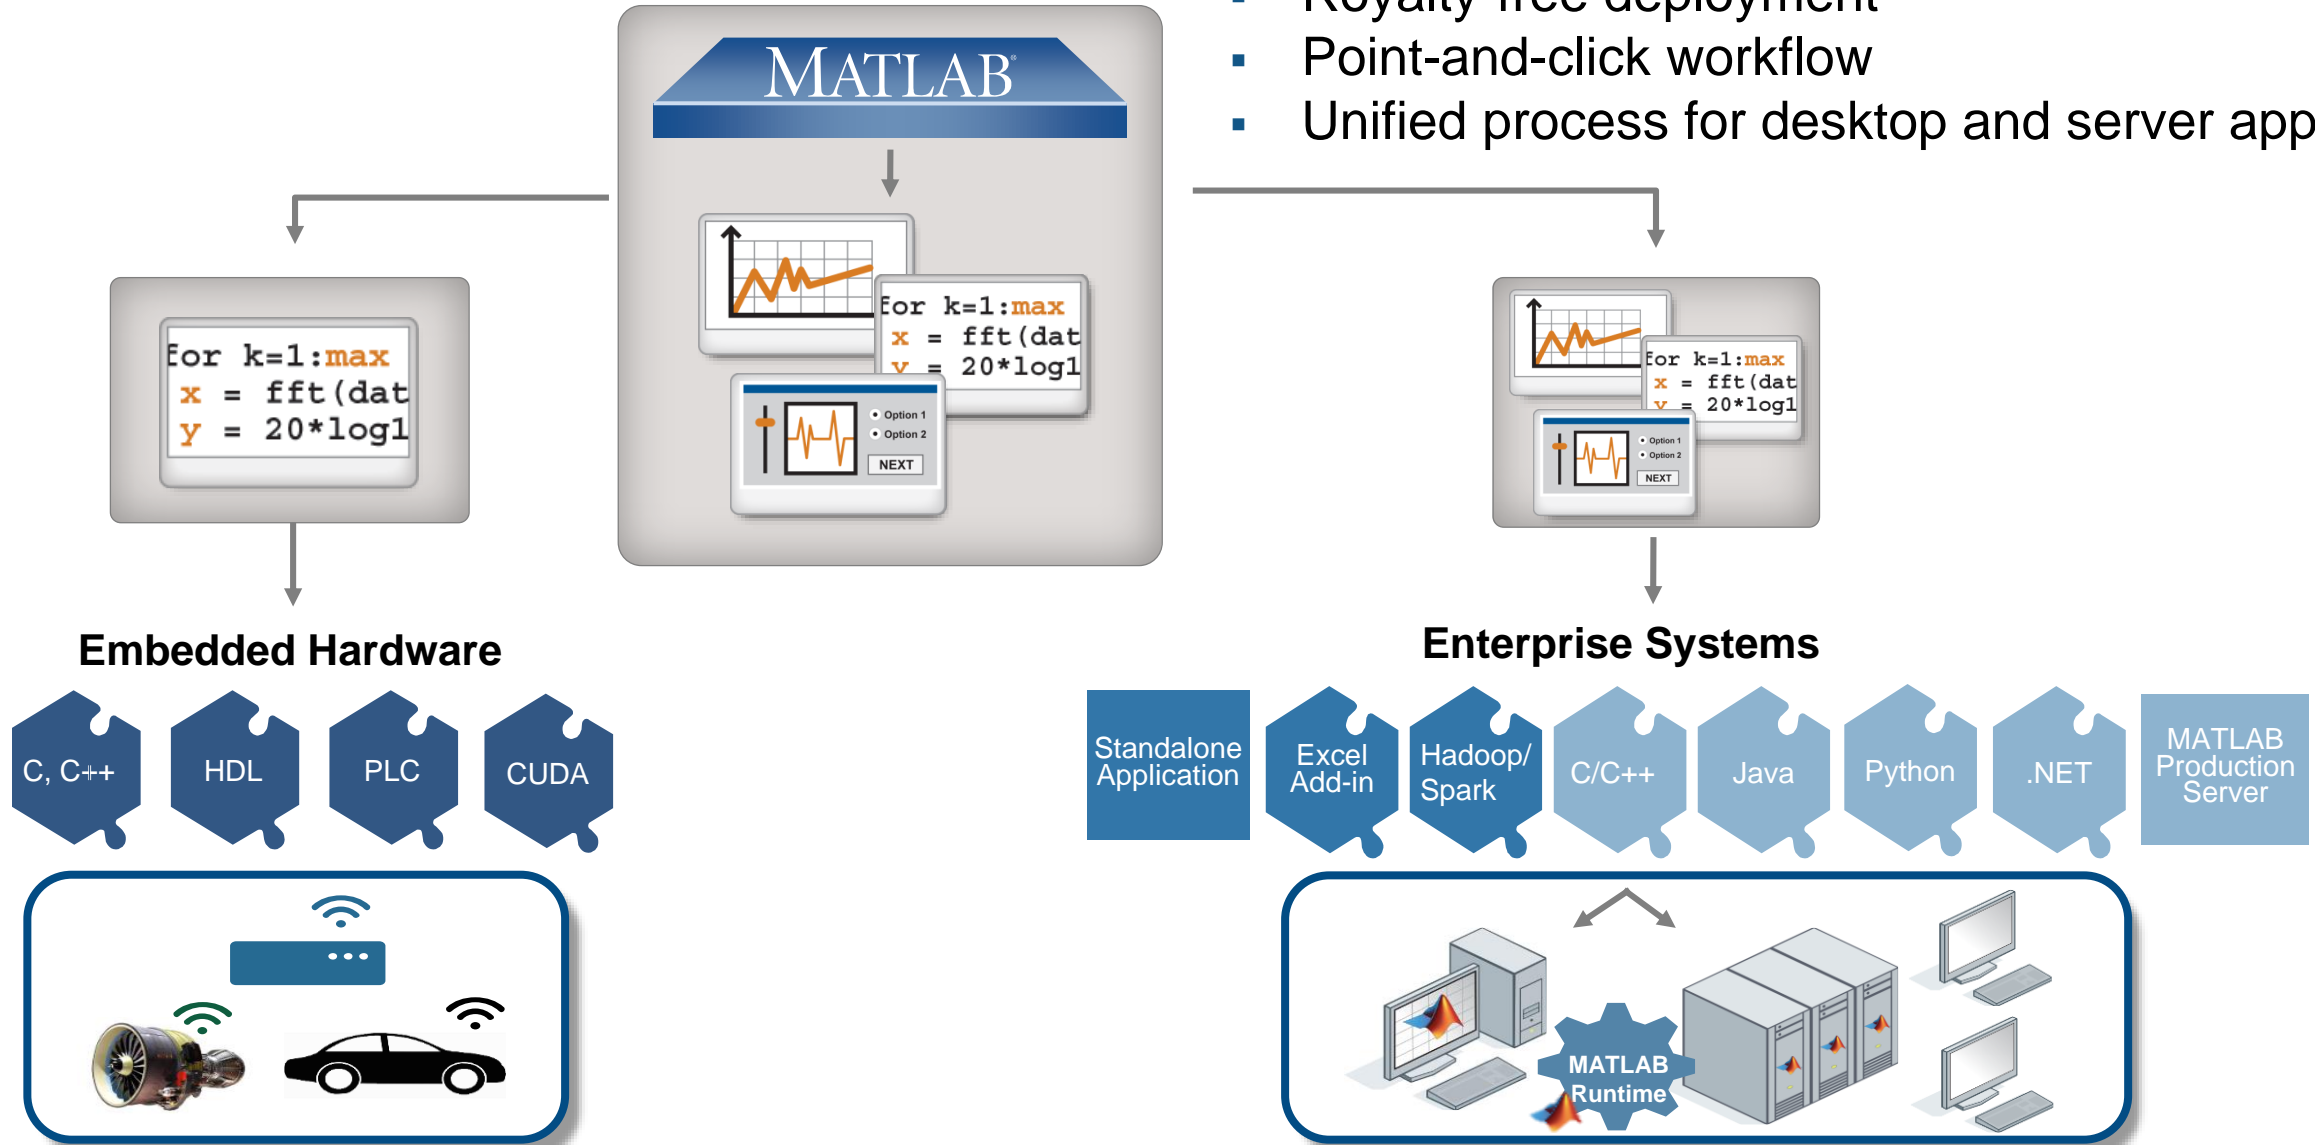 Royalty-free deployment
Point-and-click workflow
Unified process for desktop and server app
MATLAB®
for k=1:max
x = fft(dat
y = 20*log1
Option 1
Option 2
NEXT
for k=1:max
x = fft(dat
y = 20*log1
for k=1:max
x = fft(dat
y = 20*log1
Option 1
Option 2
NEXT
Embedded Hardware
C, C++
HDL
PLC
CUDA
Enterprise Systems
Standalone
Application
Excel
Add-in
Hadoop/
Spark
C/C++
Java
Python
.NET
MATLAB
Production
Server
MATLAB
Runtime